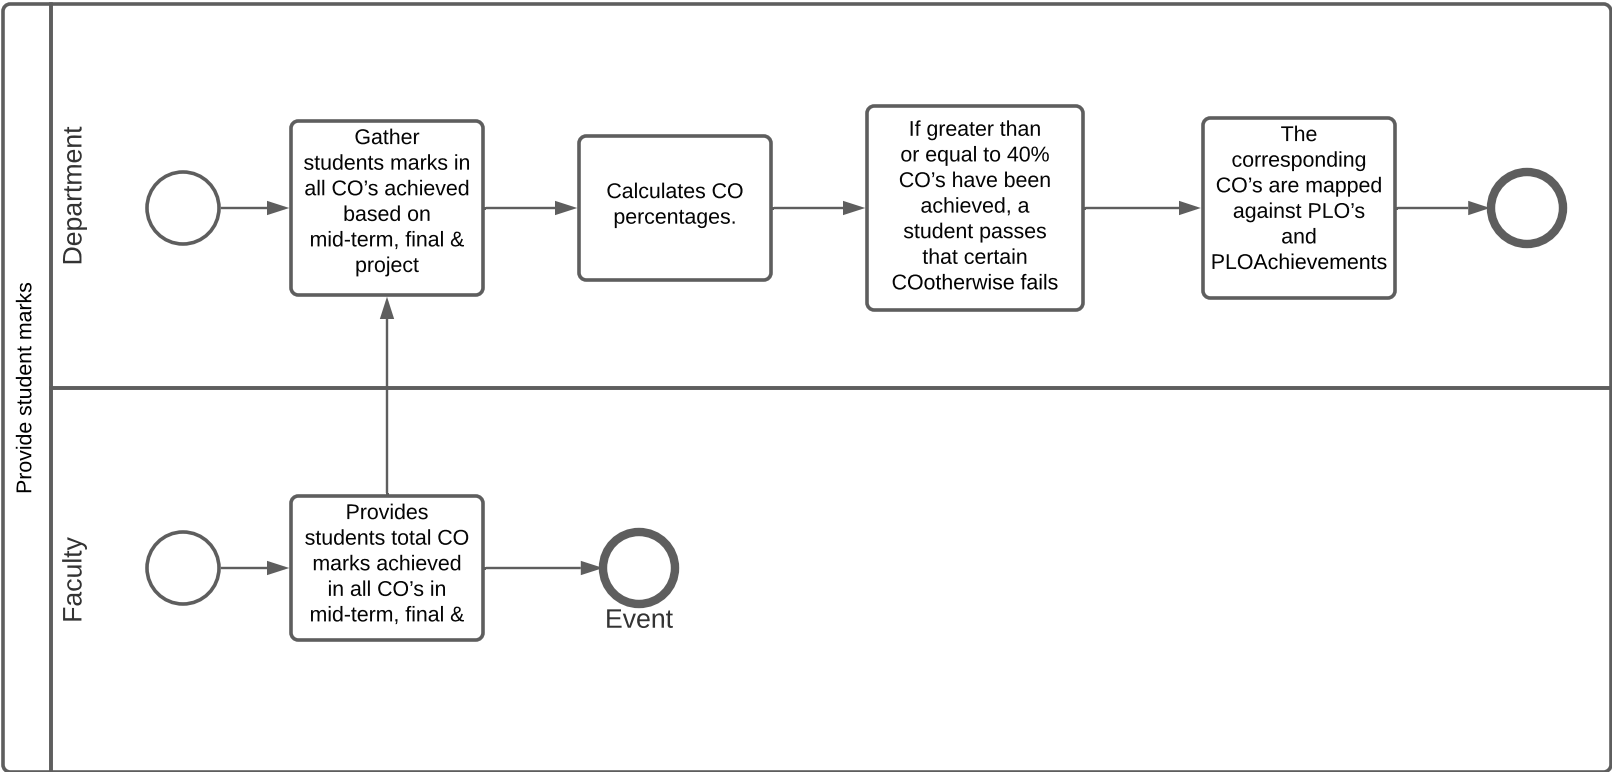 Provide student marks
Department
Gather
students marks in
all CO’s achieved
based on
mid-term, final &
project
Calculates CO
percentages.
If greater than
or equal to 40%
CO’s have been
achieved, a
student passes
that certain
COotherwise fails
The
corresponding
CO’s are mapped
against PLO’s
and
PLOAchievements
Faculty
Provides
students total CO
marks achieved
in all CO’s in
mid-term, final &
Event